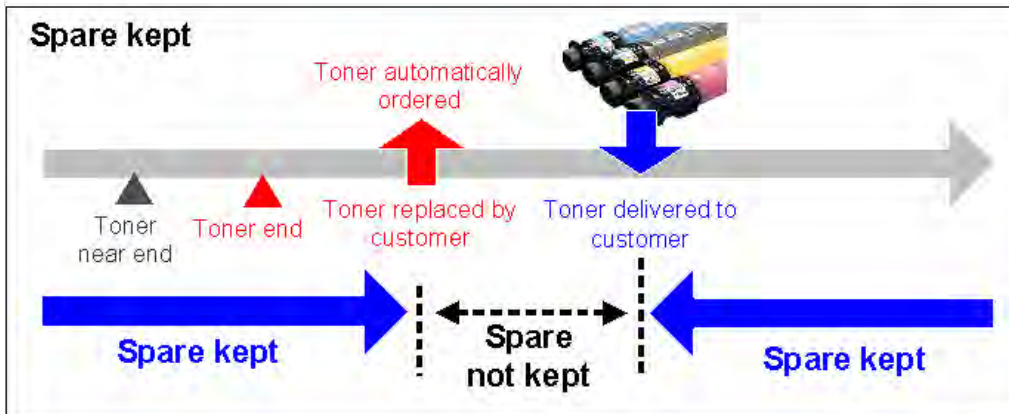 Spare kept
Toner automatically
ordered
Toner
near end
Toner end
Toner replaced by
customer
Toner delivered to
customer
Spare kept
Spare
not kept
Spare kept